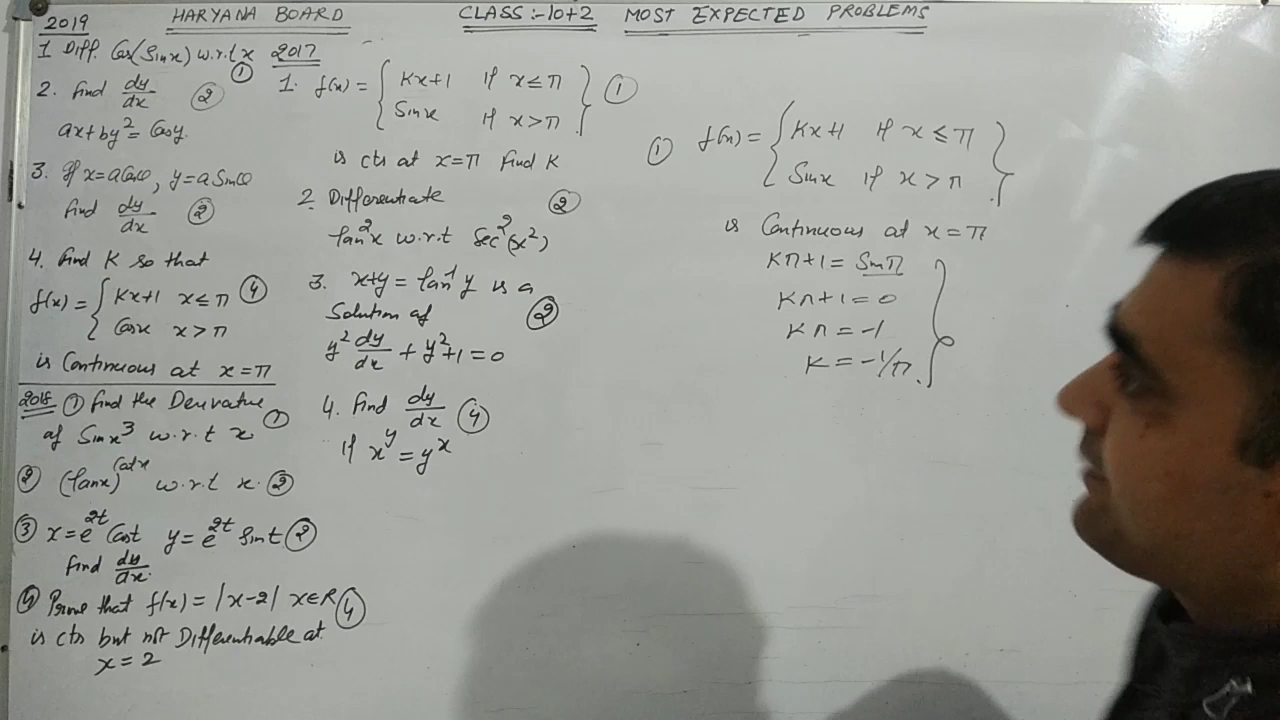 HARYANA BOARD CLASS :- 10+2 MOST EXPECTED PROBLEMS
2019
1 Diff. Cos(Sinx) w.r.t x ①
2. find dy/dx ②
ax+by²= Cosy.
3. If x=aCosθ, y=aSinθ
find dy/dx ②
4. find K so that
f(x) = { Kx+1 x≤π ④
Cosx x>π
is Continuous at x=π
2018 ① find the Derivative
of Sinx³ w.r.t x ①
② (tanx)^Cotx w.r.t x. ②
③ x=e^2t Cost y=e^2t Sint ②
find dy/dx.
④ Prove that f(x) = |x-2| x∈R ④
is cts but not Differentiable at
x=2
2017
1. f(x) = { Kx+1 If x≤π } ①
Sinx If x>π
is cts at x=π find K
2. Differentiate ②
tan²x w.r.t Sec²(x²)
3. x+y = tan⁻¹y is a
Solution of ②
y² dy/dx + y²+1=0
4. find dy/dx ④
If x^y = y^x
① f(x) = { Kx+1 If x≤π }
Sinx If x>π
is Continuous at x=π
Kπ+1 = Sinπ
Kπ+1=0
Kπ = -1
K = -1/π.